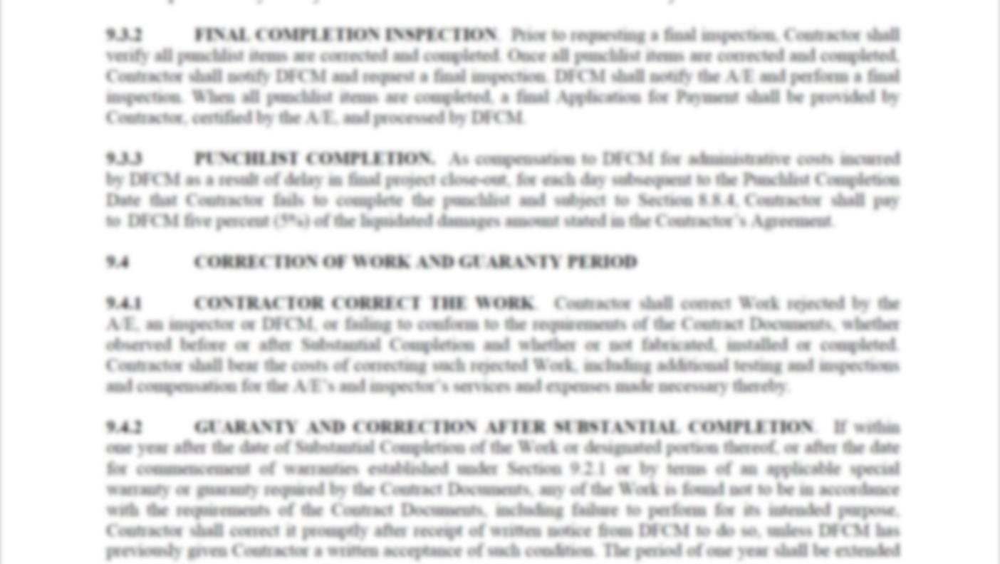 9.3.2 FINAL COMPLETION INSPECTION. Prior to requesting a final inspection, Contractor shall
verify all punchlist items are corrected and completed. Once all punchlist items are corrected and completed,
Contractor shall notify DFCM and request a final inspection. DFCM shall notify the A/E and perform a final
inspection. When all punchlist items are completed, a final Application for Payment shall be provided by
Contractor, certified by the A/E, and processed by DFCM.
9.3.3 PUNCHLIST COMPLETION. As compensation to DFCM for administrative costs incurred
by DFCM as a result of delay in final project close-out, for each day subsequent to the Punchlist Completion
Date that Contractor fails to complete the punchlist and subject to Section 8.8.4, Contractor shall pay
to DFCM five percent (5%) of the liquidated damages amount stated in the Contractor's Agreement.
9.4 CORRECTION OF WORK AND GUARANTY PERIOD
9.4.1 CONTRACTOR CORRECT THE WORK. Contractor shall correct Work rejected by the
A/E, an inspector or DFCM, or failing to conform to the requirements of the Contract Documents, whether
observed before or after Substantial Completion and whether or not fabricated, installed or completed.
Contractor shall bear the costs of correcting such rejected Work, including additional testing and inspections
and compensation for the A/E's and inspector's services and expenses made necessary thereby.
9.4.2 GUARANTY AND CORRECTION AFTER SUBSTANTIAL COMPLETION. If within
one year after the date of Substantial Completion of the Work or designated portion thereof, or after the date
for commencement of warranties established under Section 9.2.1 or by terms of an applicable special
warranty or guaranty required by the Contract Documents, any of the Work is found not to be in accordance
with the requirements of the Contract Documents, including failure to perform for its intended purpose,
Contractor shall correct it promptly after receipt of written notice from DFCM to do so, unless DFCM has
previously given Contractor a written acceptance of such condition. The period of one year shall be extended